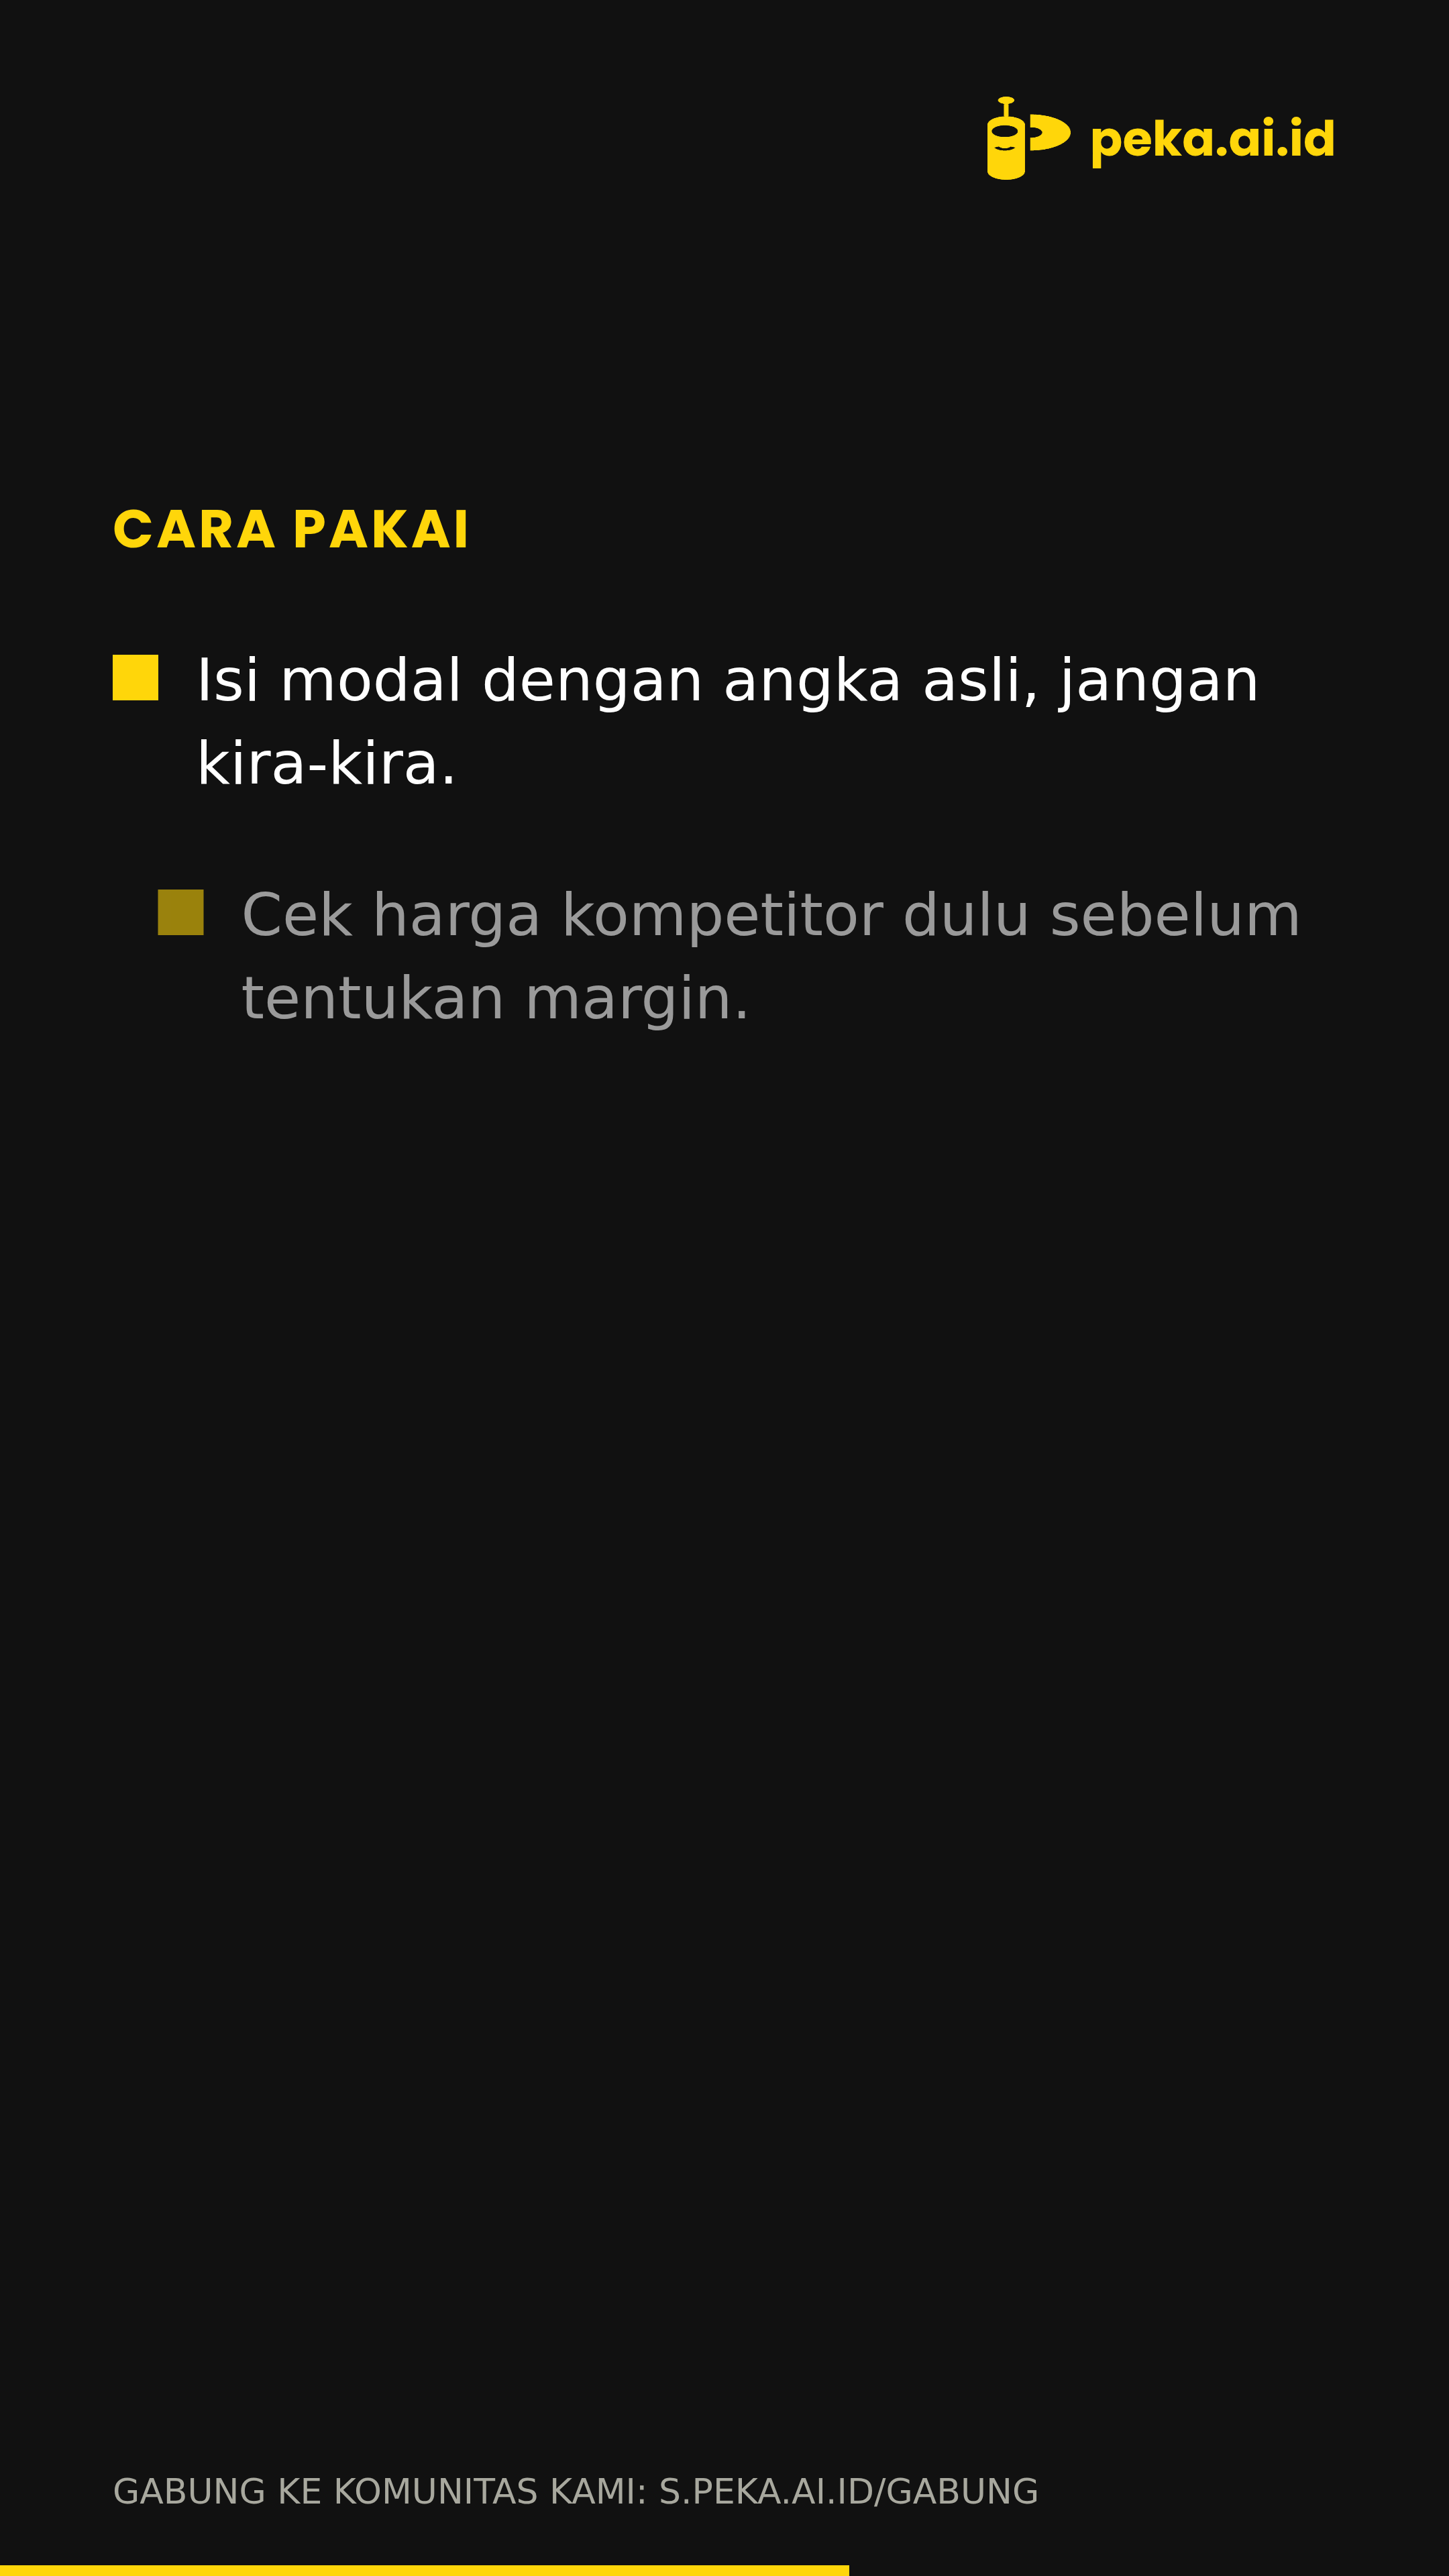 peka.ai.id
CARA PAKAI
Isi modal dengan angka asli, jangan
kira-kira.
Cek harga kompetitor dulu sebelum
tentukan margin.
GABUNG KE KOMUNITAS KAMI: S.PEKA.AI.ID/GABUNG